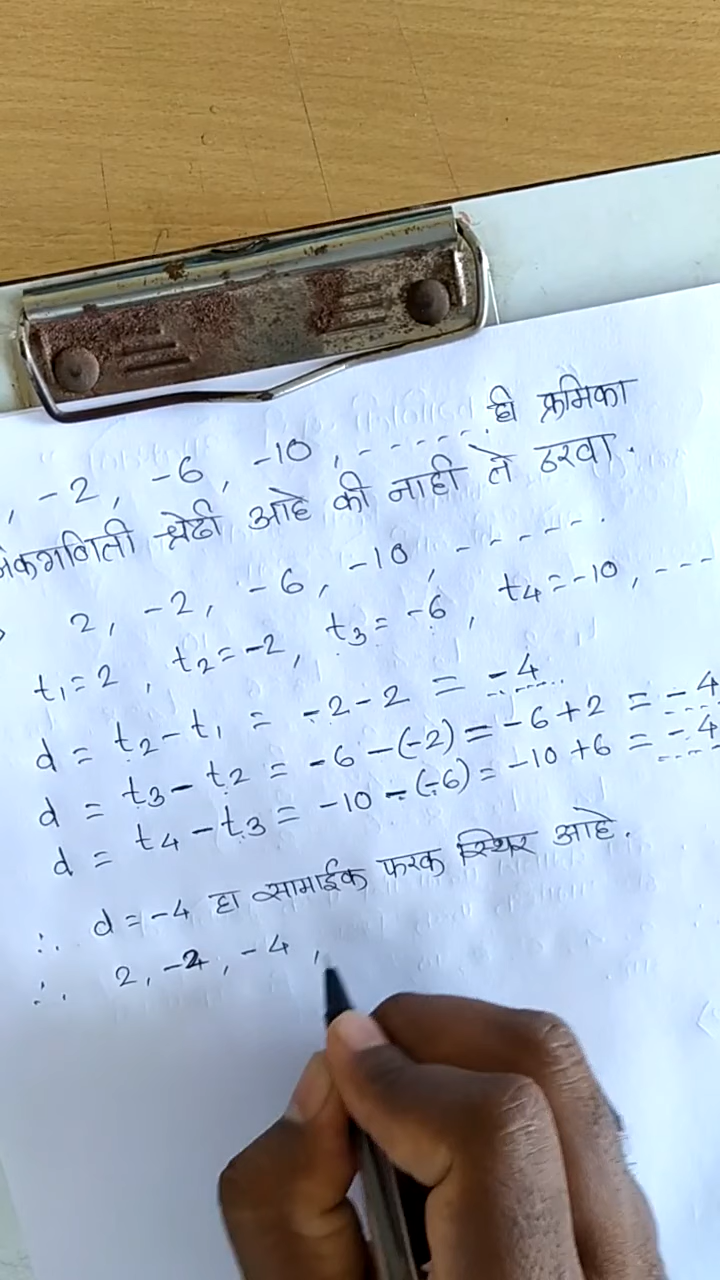 , -2, -6, -10, ------. ही क्रमिका
अंकगणिती श्रेढी आहे की नाही ते ठरवा.
2, -2, -6, -10, ------.
t₁=2, t₂=-2, t₃=-6, t₄=-10, ---
d = t₂-t₁ = -2-2 = -4
d = t₃-t₂ = -6-(-2) = -6+2 = -4
d = t₄-t₃ = -10-(-6) = -10+6 = -4
∴ d=-4 हा सामाईक फरक स्थिर आहे.
∴ 2, -2, -4,